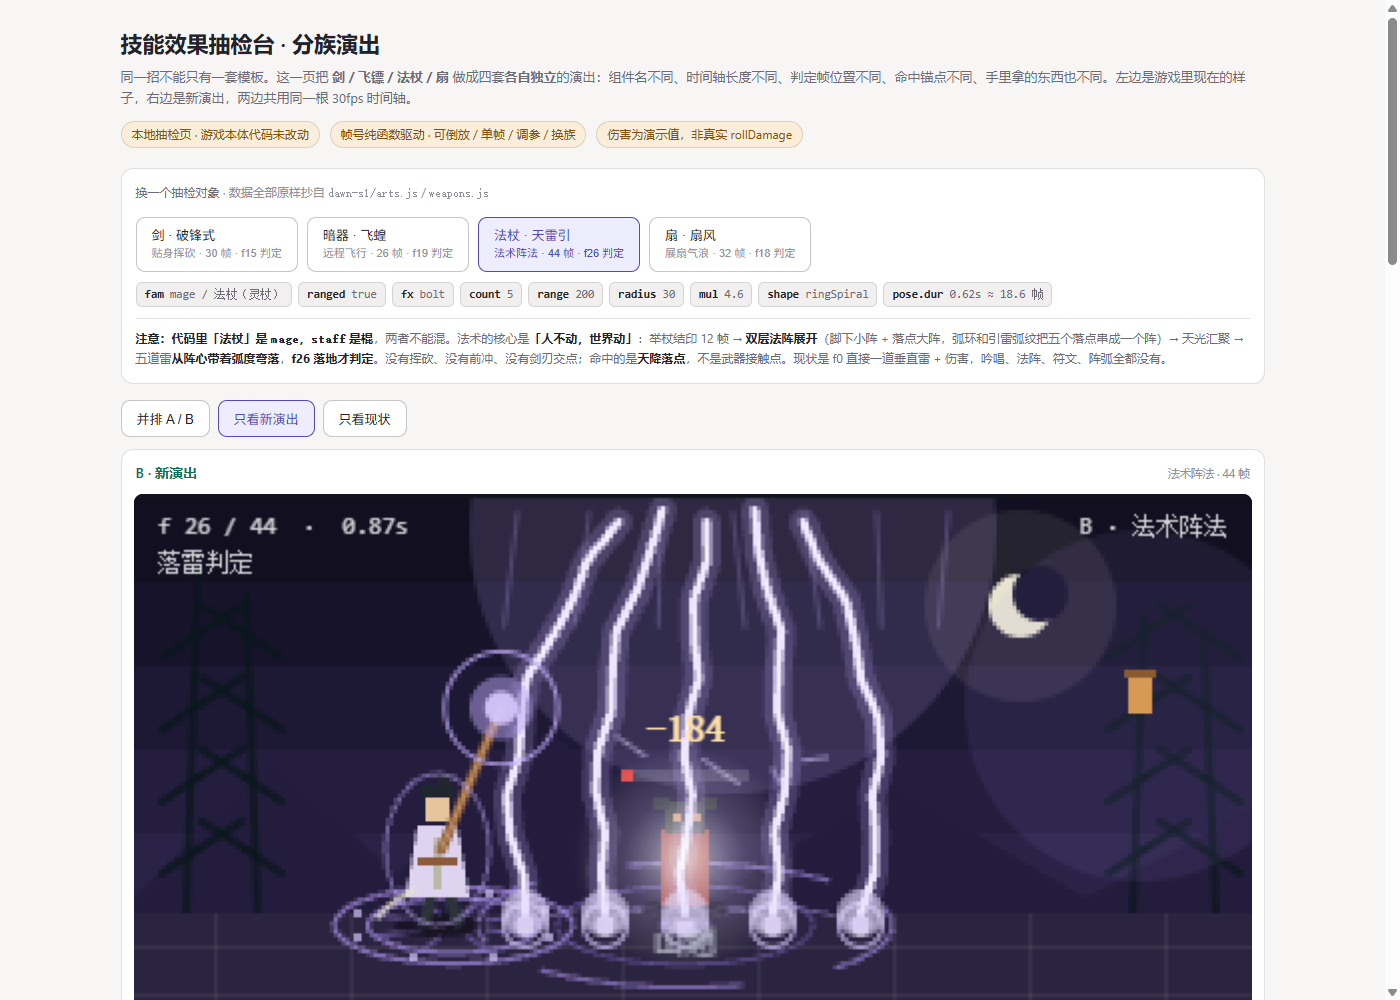 技能效果抽检台 · 分族演出
同一招不能只有一套模板。这一页把 剑 / 飞镖 / 法杖 / 扇 做成四套各自独立的演出：组件名不同、时间轴长度不同、判定帧位置不同、命中锚点不同、手里拿的东西也不同。左边是游戏里现在的样
子，右边是新演出，两边共用同一根 30fps 时间轴。
本地抽检页 · 游戏本体代码未改动
帧号纯函数驱动 · 可倒放 / 单帧 / 调参 / 换族
伤害为演示值，非真实 rollDamage
换一个抽检对象 · 数据全部原样抄自 dawn-s1/arts.js / weapons.js
剑 · 破锋式
贴身挥砍 · 30 帧 · f15 判定
暗器 · 飞蝗
远程飞行 · 26 帧 · f19 判定
法杖 · 天雷引
法术阵法 · 44 帧 · f26 判定
扇 · 扇风
展扇气浪 · 32 帧 · f18 判定
fam mage / 法杖（灵杖）
ranged true
fx bolt
count 5
range 200
radius 30
mul 4.6
shape ringSpiral
pose.dur 0.62s ≈ 18.6 帧
注意：代码里「法杖」是 mage，staff 是棍，两者不能混。法术的核心是「人不动，世界动」：举杖结印 12 帧 → 双层法阵展开（脚下小阵 + 落点大阵，弧环和引雷弧纹把五个落点串成一个阵）→ 天光汇聚 →
五道雷从阵心带着弧度弯落，f26 落地才判定。没有挥砍、没有前冲、没有剑刃交点；命中的是天降落点，不是武器接触点。现状是 f0 直接一道垂直雷 + 伤害，吟唱、法阵、符文、阵弧全都没有。
并排 A / B
只看新演出
只看现状
B · 新演出
法术阵法 · 44 帧
f 26 / 44 · 0.87s
B · 法术阵法
落雷判定
−184